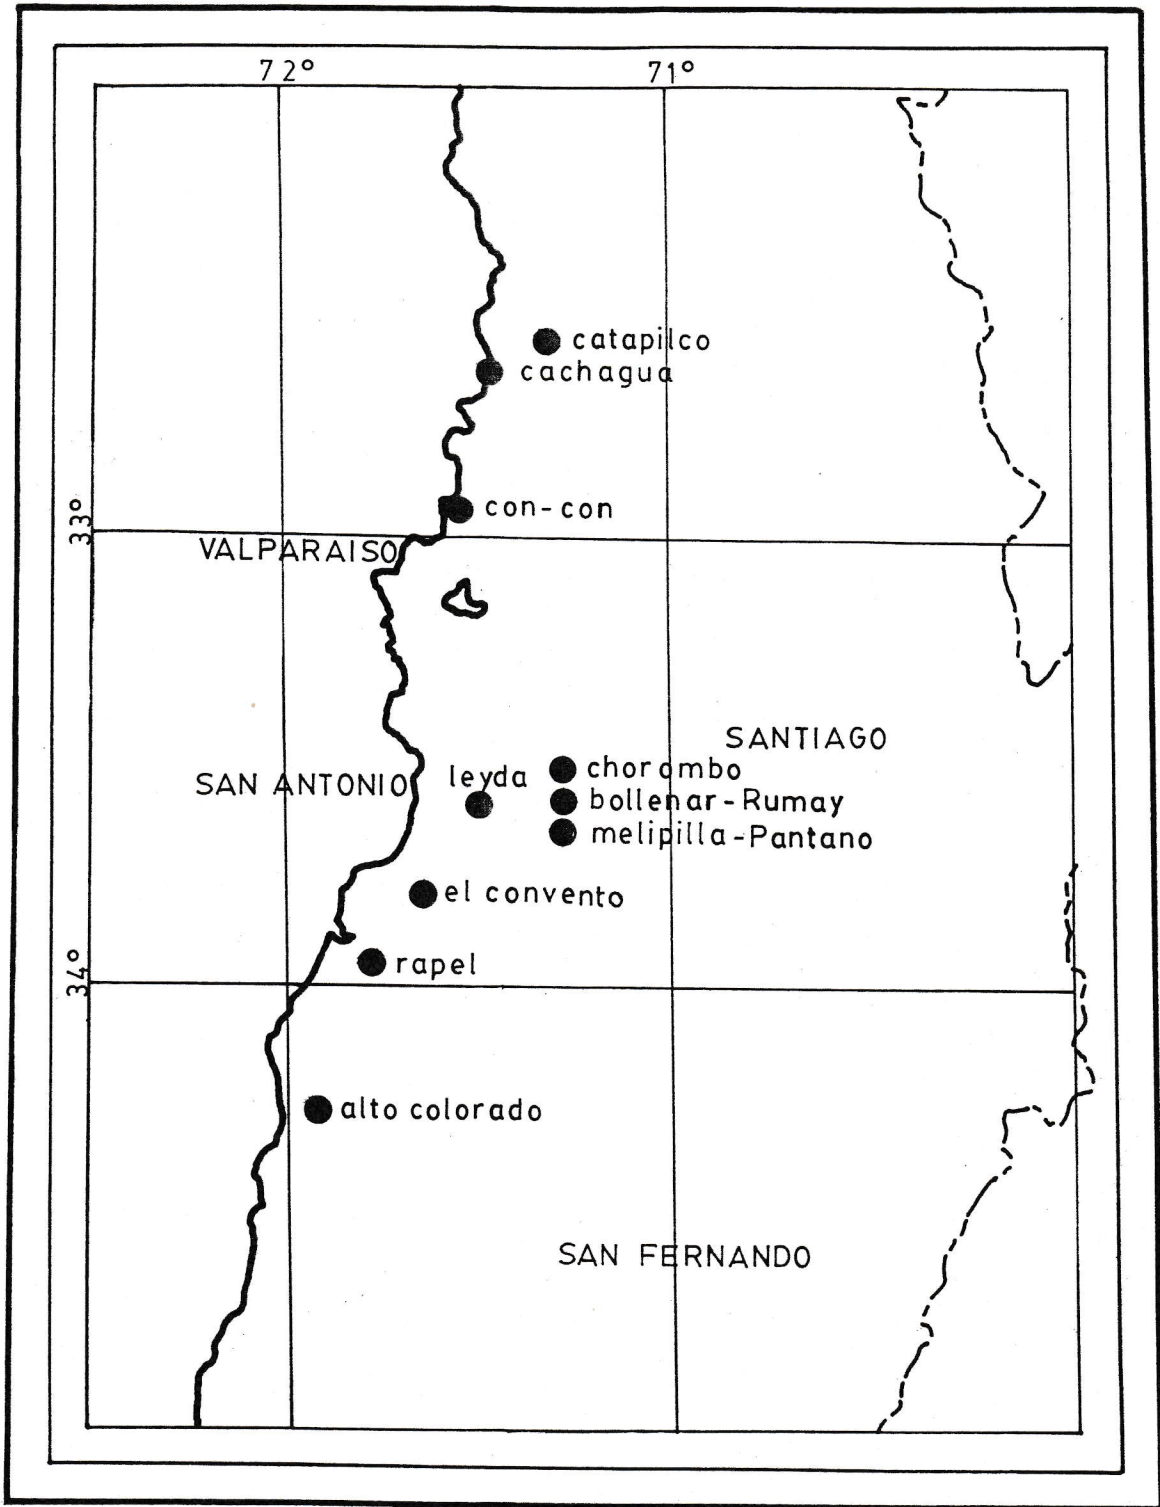 72° 71°
catapilco
cachagua
con-con
33°
VALPARAISO
SANTIAGO
chorombo
leyda
SAN ANTONIO
bollenar-Rumay
melipilla-Pantano
el convento
rapel
34°
alto colorado
SAN FERNANDO